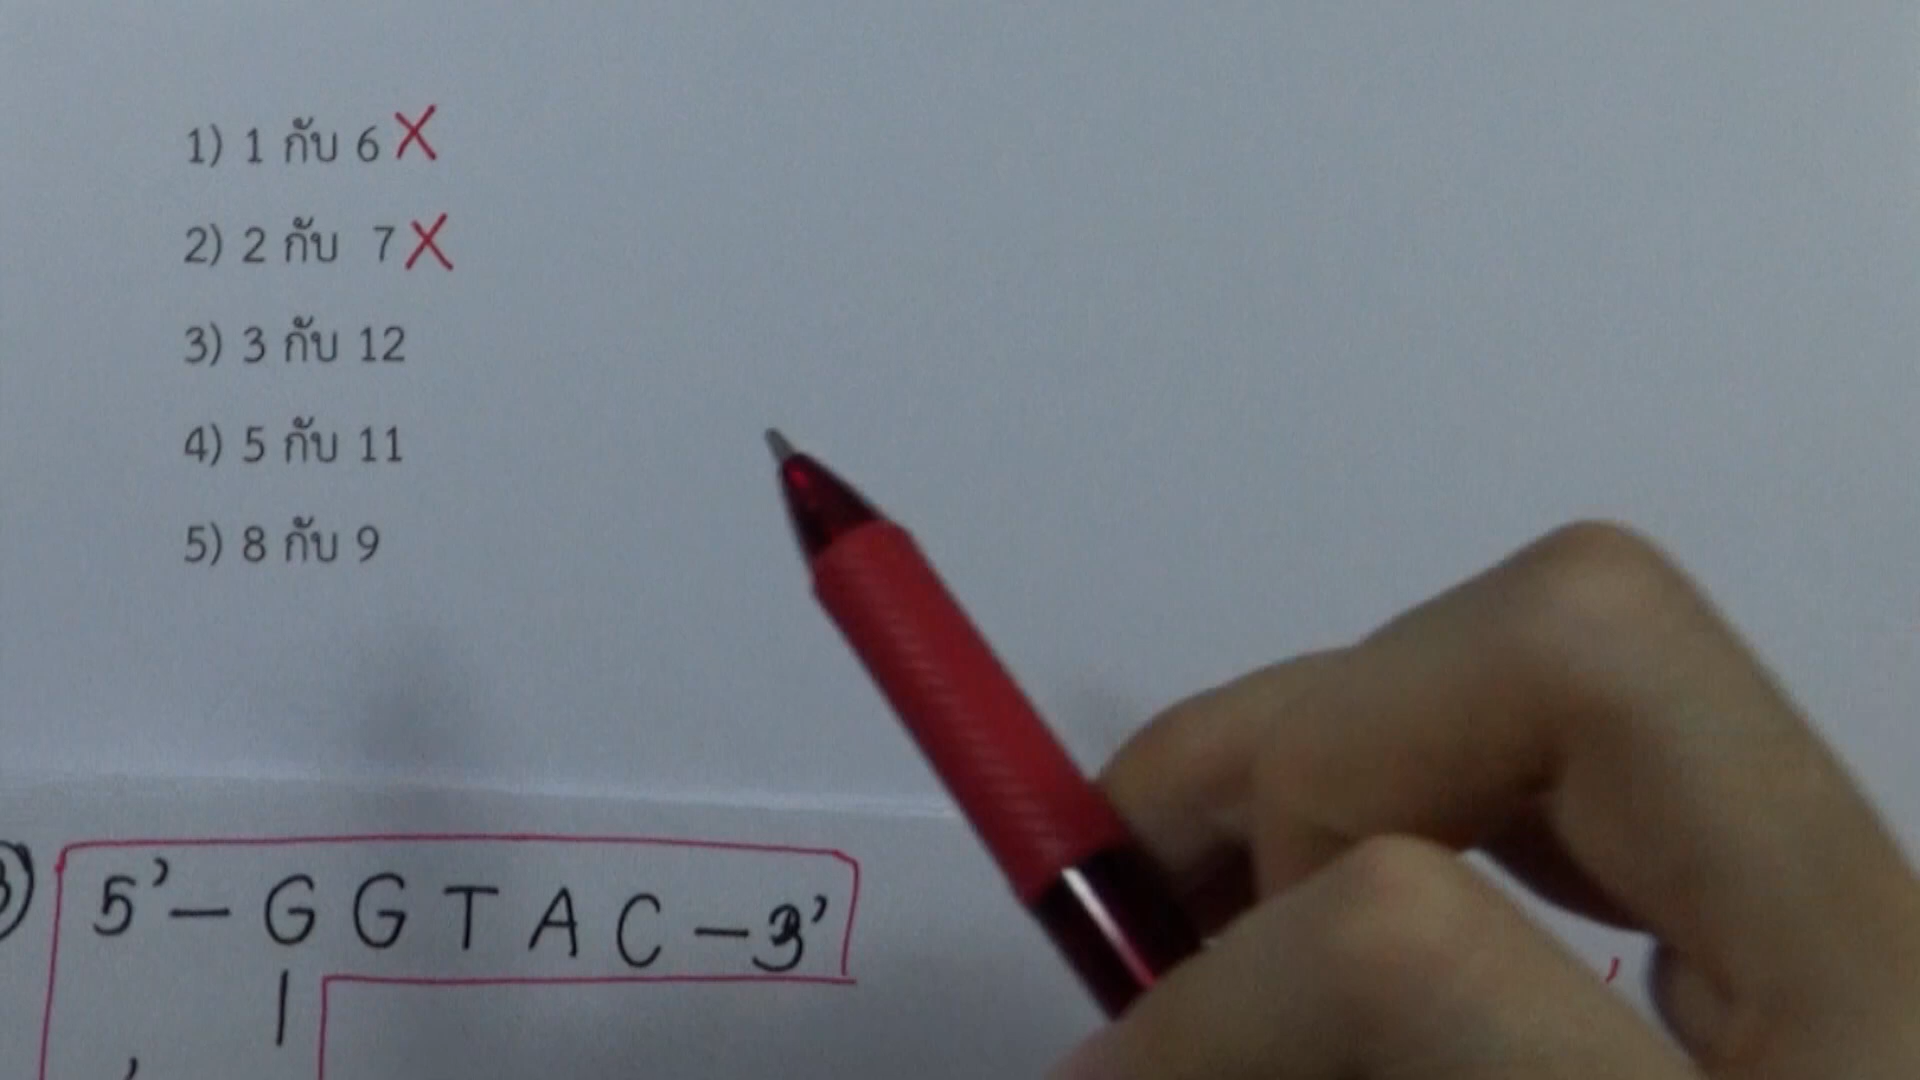 1) 1 กับ 6 X
2) 2 กับ 7 X
3) 3 กับ 12
4) 5 กับ 11
5) 8 กับ 9
5’ – G G T A C – 3’